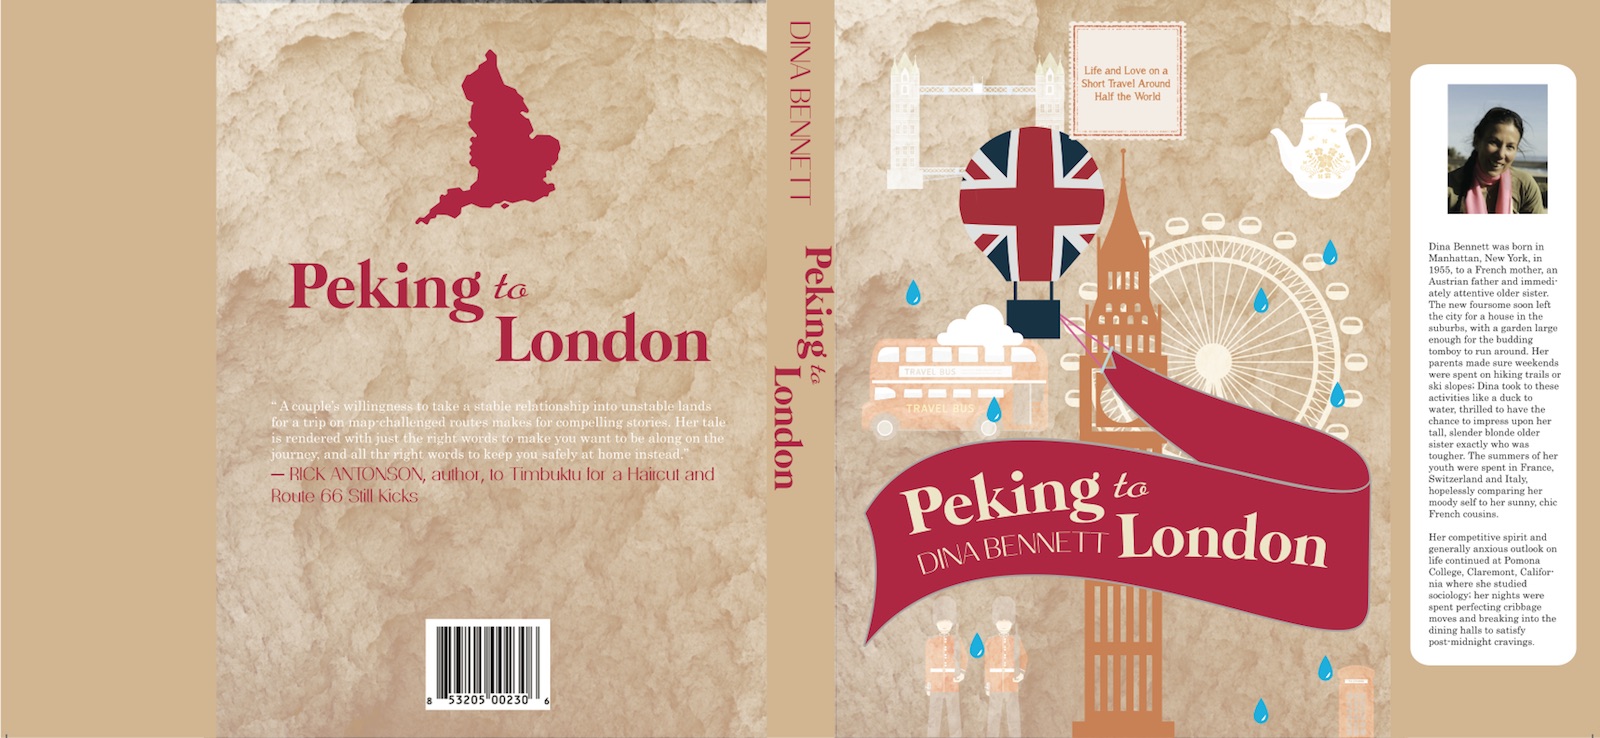 Peking to
London
“ A couple's willingness to take a stable relationship into unstable lands
for a trip on map-challenged routes makes for compelling stories. Her tale
is rendered with just the right words to make you want to be along on the
journey, and all thr right words to keep you safely at home instead.”
— RICK ANTONSON, author, to Timbuktu for a Haircut and
Route 66 Still Kicks
8 53205 00230 6
DINA BENNETT
Peking to
London
Life and Love on a
Short Travel Around
Half the World
TRAVEL BUS
TRAVEL BUS
Peking to
London
DINA BENNETT
Dina Bennett was born in
Manhattan, New York, in
1955, to a French mother, an
Austrian father and immedi-
ately attentive older sister.
The new foursome soon left
the city for a house in the
suburbs, with a garden large
enough for the budding
tomboy to run around. Her
parents made sure weekends
were spent on hiking trails or
ski slopes; Dina took to these
activities like a duck to
water, thrilled to have the
chance to impress upon her
tall, slender blonde older
sister exactly who was
tougher. The summers of her
youth were spent in France,
Switzerland and Italy,
hopelessly comparing her
moody self to her sunny, chic
French cousins.
Her competitive spirit and
generally anxious outlook on
life continued at Pomona
College, Claremont, Califor-
nia where she studied
sociology; her nights were
spent perfecting cribbage
moves and breaking into the
dining halls to satisfy
post-midnight cravings.